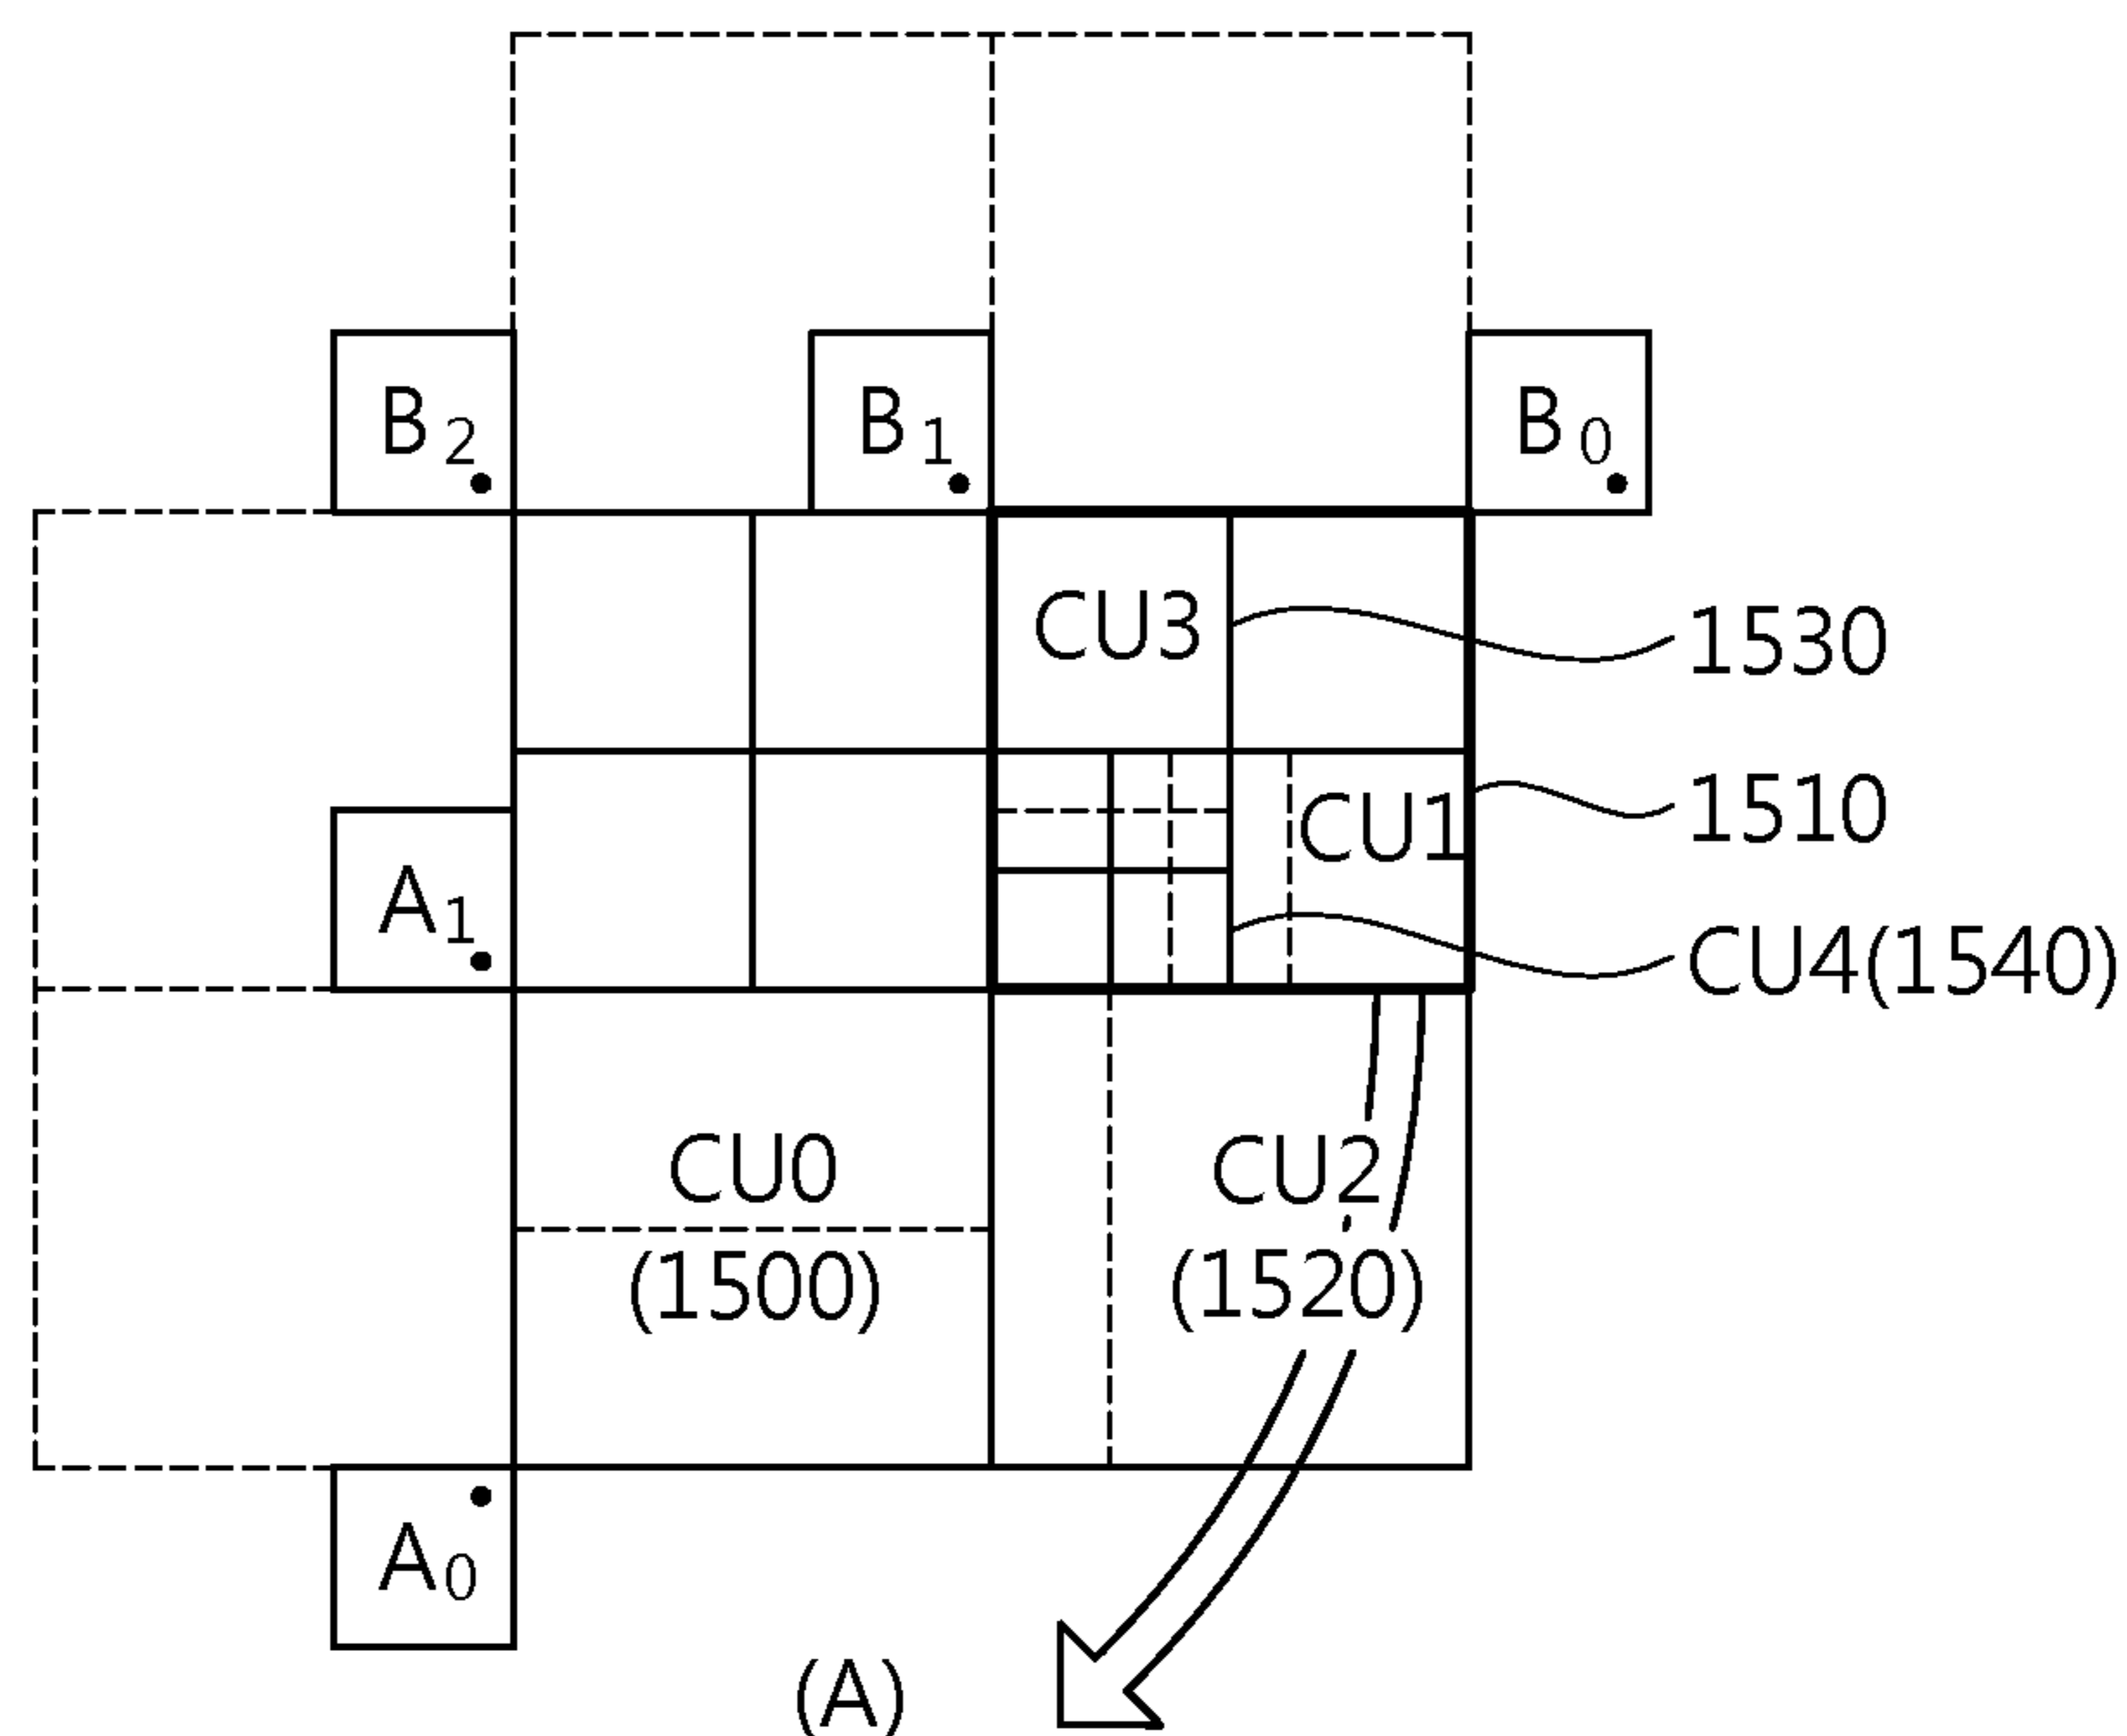 B2
B1
B0
CU3
1530
CU1
1510
A1
CU4(1540)
CU0
(1500)
CU2
(1520)
A0
(A)